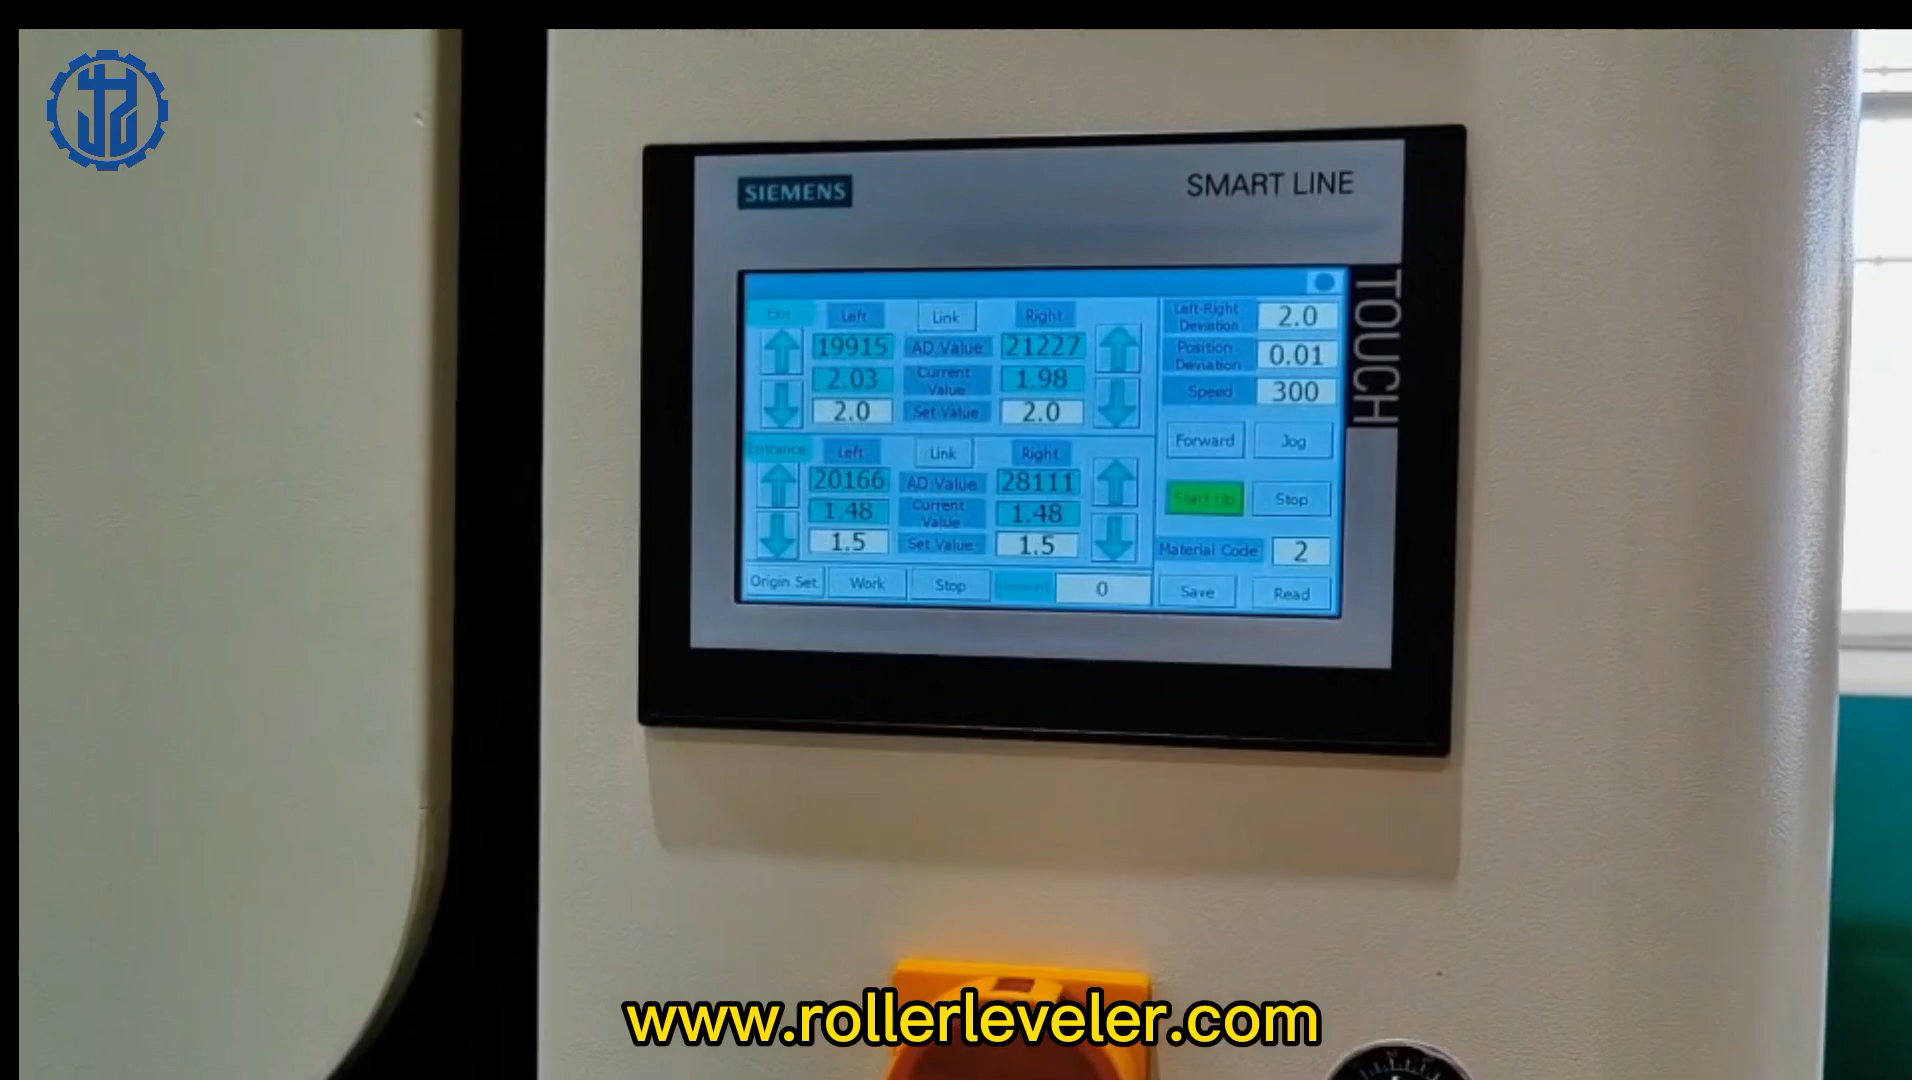 SIEMENS
SMART LINE
TOUCH
Exit Left Link Right
19915 AD Value 21227
2.03 Current Value 1.98
2.0 Set Value 2.0
Entrance Left Link Right
20166 AD Value 28111
1.48 Current Value 1.48
1.5 Set Value 1.5
Origin Set. Work Stop 0
Left-Right Deviation 2.0
Position Deviation 0.01
Speed 300
Forward Jog
Start Up Stop
Material Code 2
Save Read
www.rollerleveler.com